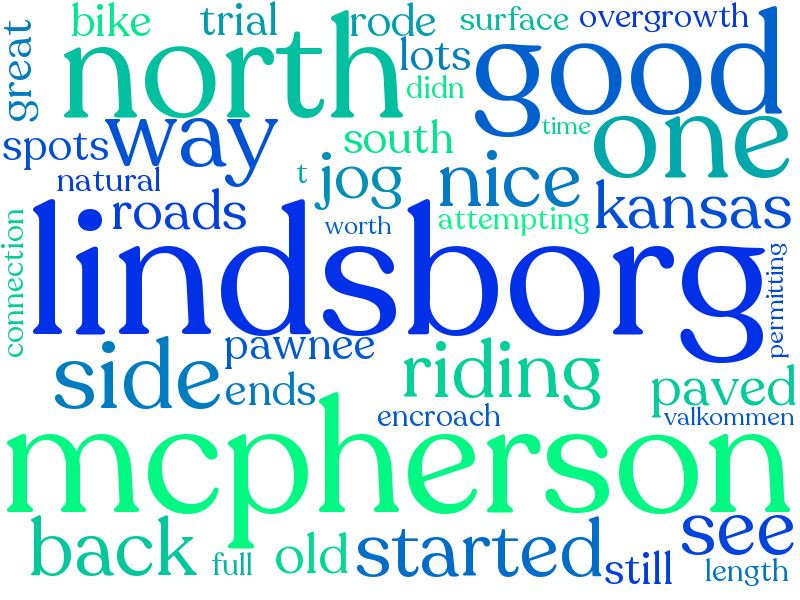 bike trial rode surface overgrowth
great north lots good
didn
spots way south time one
natural t jog nice
roads worth attempting kansas
connection lindsborg permitting
side pawnee riding paved
ends encroach valkommen
mcpherson
back full old started still see
length